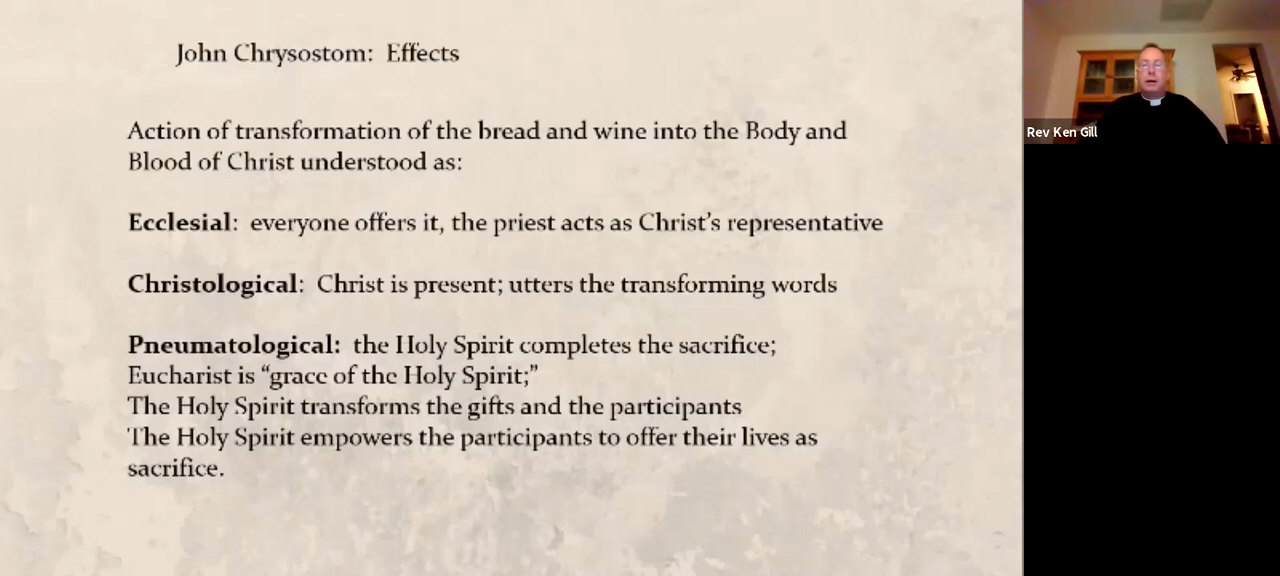 John Chrysostom: Effects
Action of transformation of the bread and wine into the Body and
Blood of Christ understood as:
Ecclesial: everyone offers it, the priest acts as Christ’s representative
Christological: Christ is present; utters the transforming words
Pneumatological: the Holy Spirit completes the sacrifice;
Eucharist is “grace of the Holy Spirit;”
The Holy Spirit transforms the gifts and the participants
The Holy Spirit empowers the participants to offer their lives as
sacrifice.
Rev Ken Gill